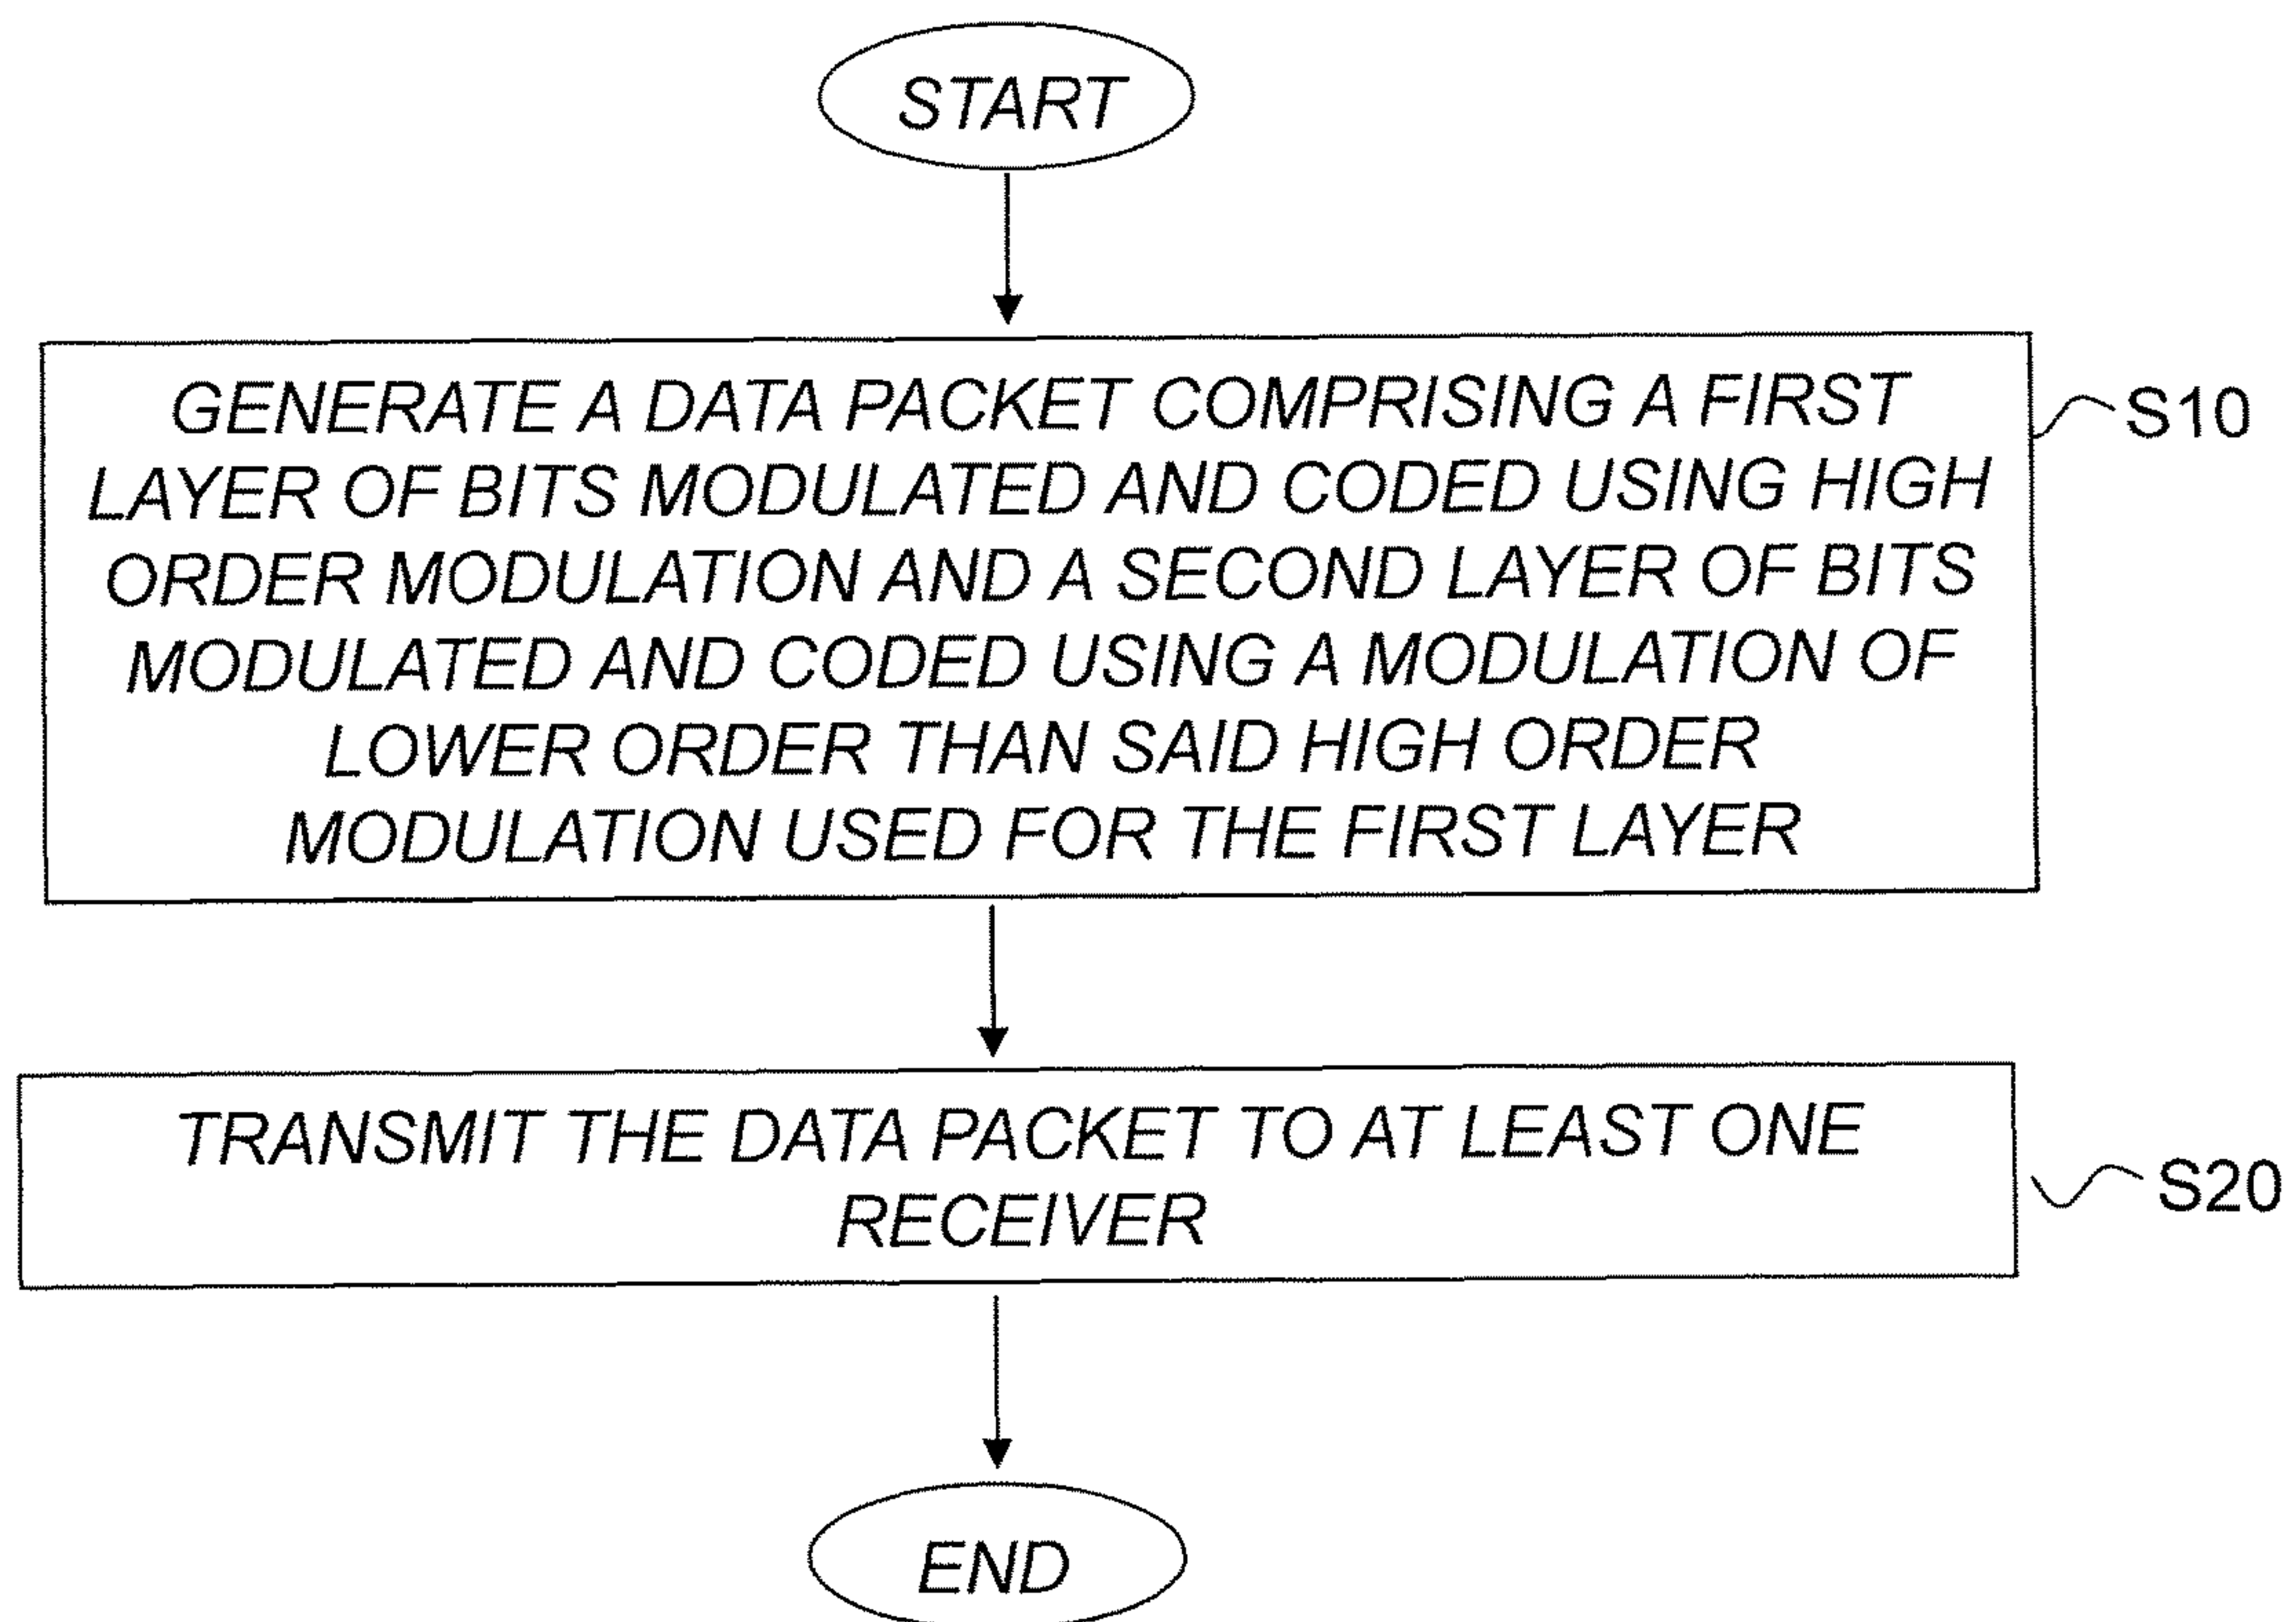 START
GENERATE A DATA PACKET COMPRISING A FIRST
LAYER OF BITS MODULATED AND CODED USING HIGH
ORDER MODULATION AND A SECOND LAYER OF BITS
MODULATED AND CODED USING A MODULATION OF
LOWER ORDER THAN SAID HIGH ORDER
MODULATION USED FOR THE FIRST LAYER
S10
TRANSMIT THE DATA PACKET TO AT LEAST ONE
RECEIVER
S20
END